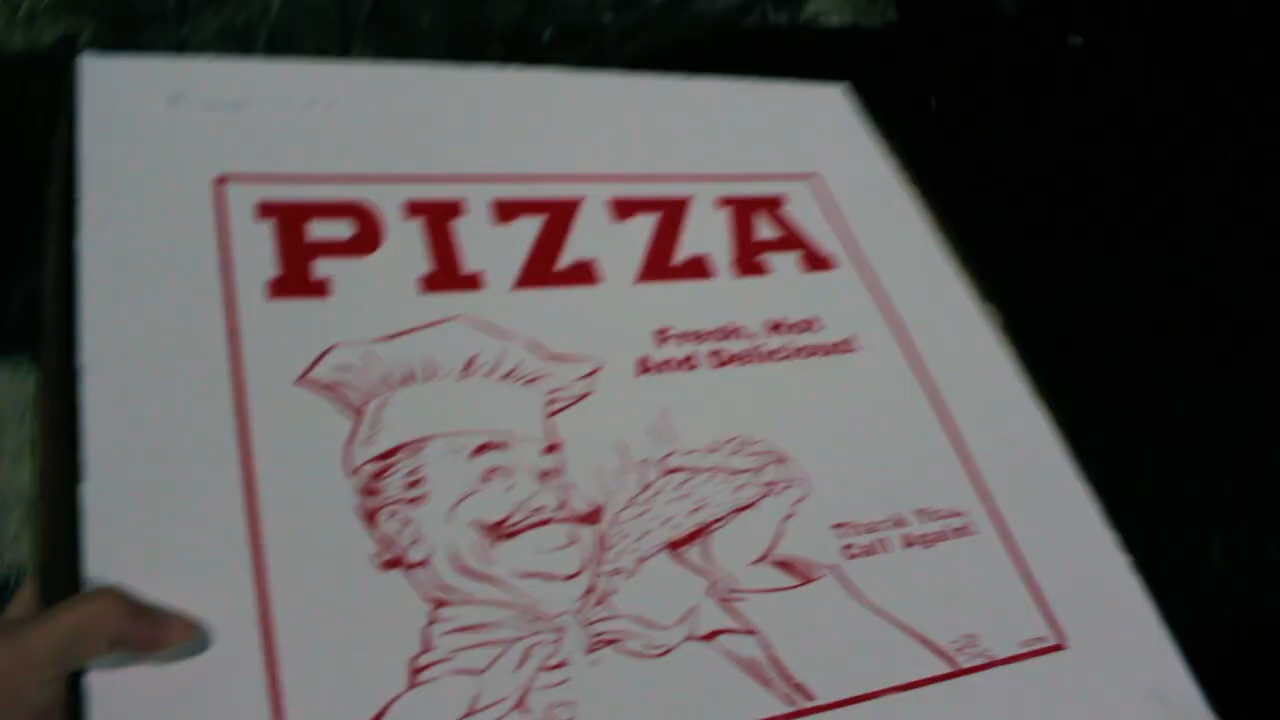 PIZZA
Fresh, Hot
And Delicious!
Thank You
Call Again!